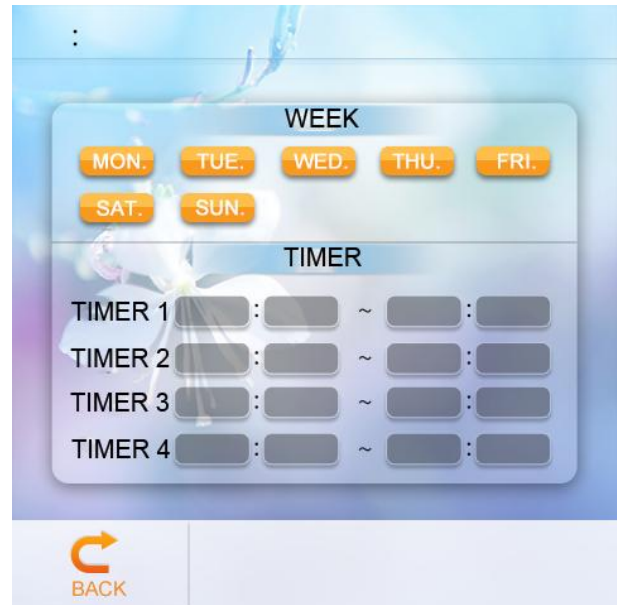 :
WEEK
MON. TUE. WED. THU. FRI.
SAT. SUN.
TIMER
TIMER 1 : ~ :
TIMER 2 : ~ :
TIMER 3 : ~ :
TIMER 4 : ~ :
BACK